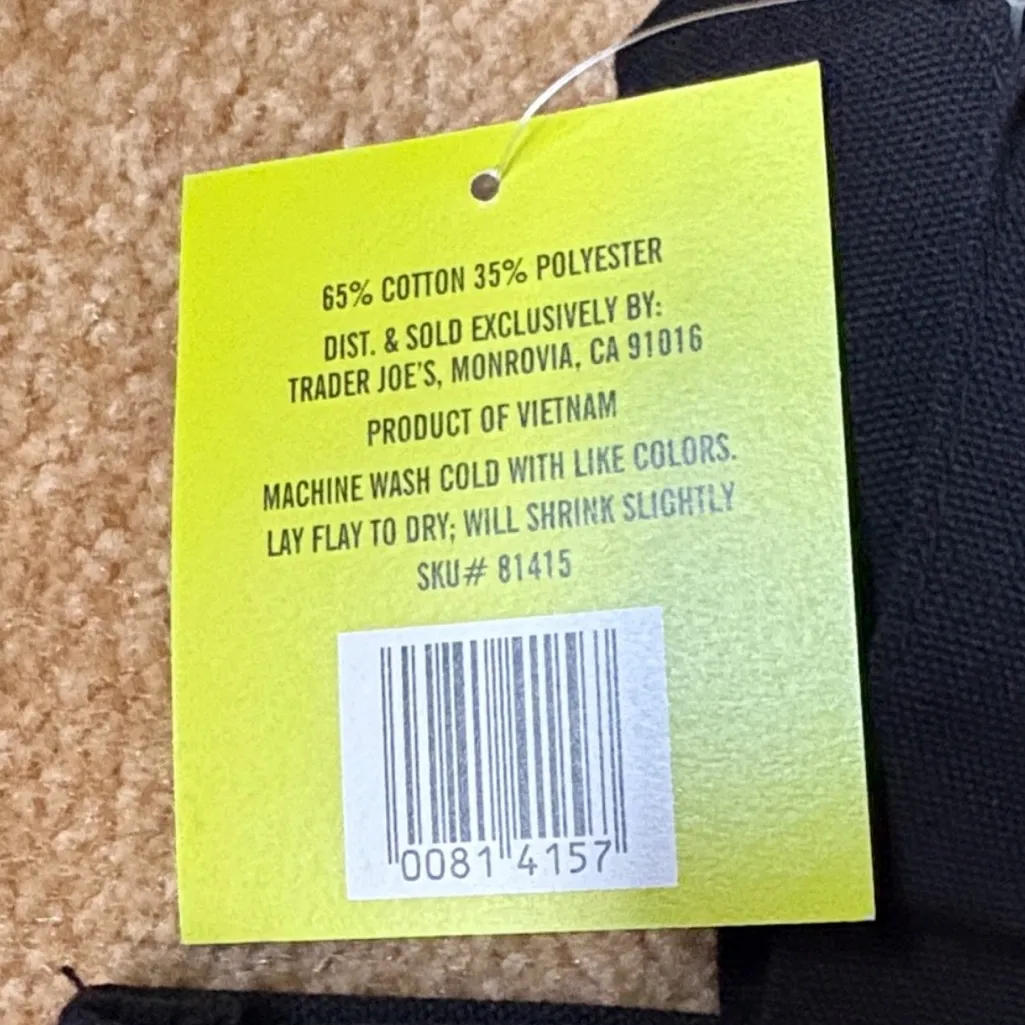 65% COTTON 35% POLYESTER
DIST. & SOLD EXCLUSIVELY BY:
TRADER JOE'S, MONROVIA, CA 91016
PRODUCT OF VIETNAM
MACHINE WASH COLD WITH LIKE COLORS.
LAY FLAY TO DRY; WILL SHRINK SLIGHTLY
SKU# 81415
0081 4157